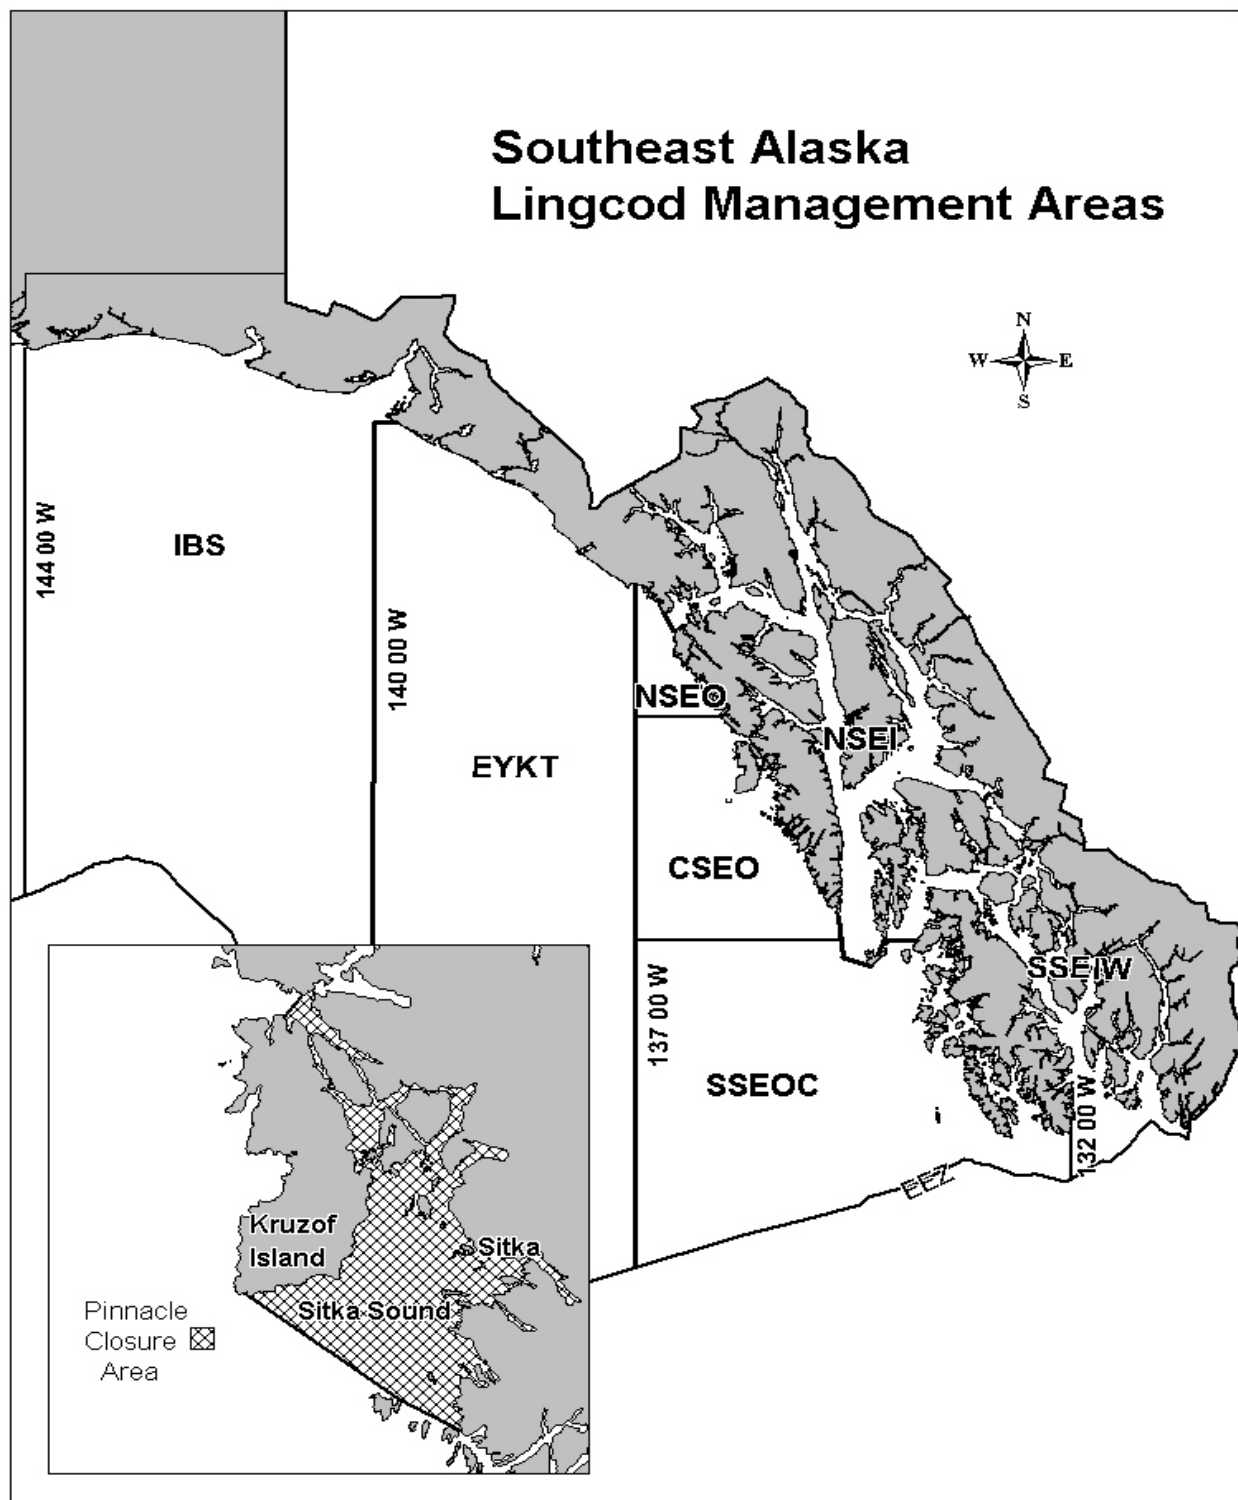 Southeast Alaska
Lingcod Management Areas
N
W E
S
144 00 W
IBS
140 00 W
EYKT
NSEO
NSEI
CSEO
137 00 W
SSEIW
SSEOC
132 00 W
EEZ
Kruzof
Island
Sitka
Sitka Sound
Pinnacle
Closure
Area